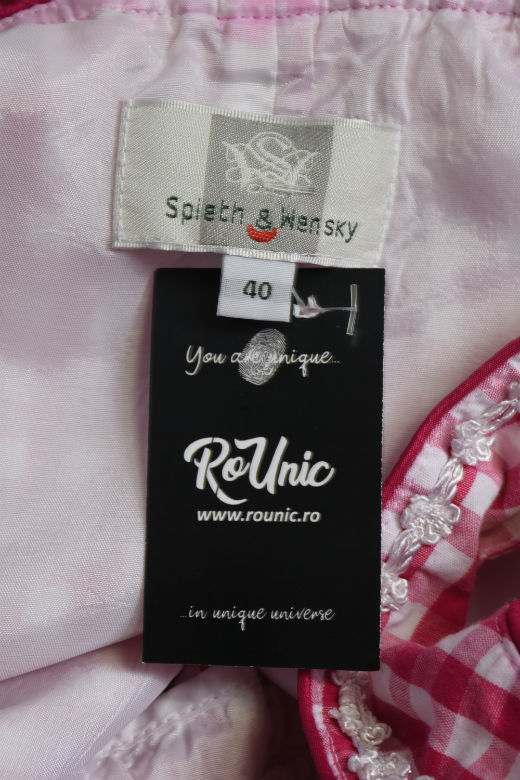 Spieth & Wensky
40
You are unique...
RoUnic
www.rounic.ro
...in unique universe